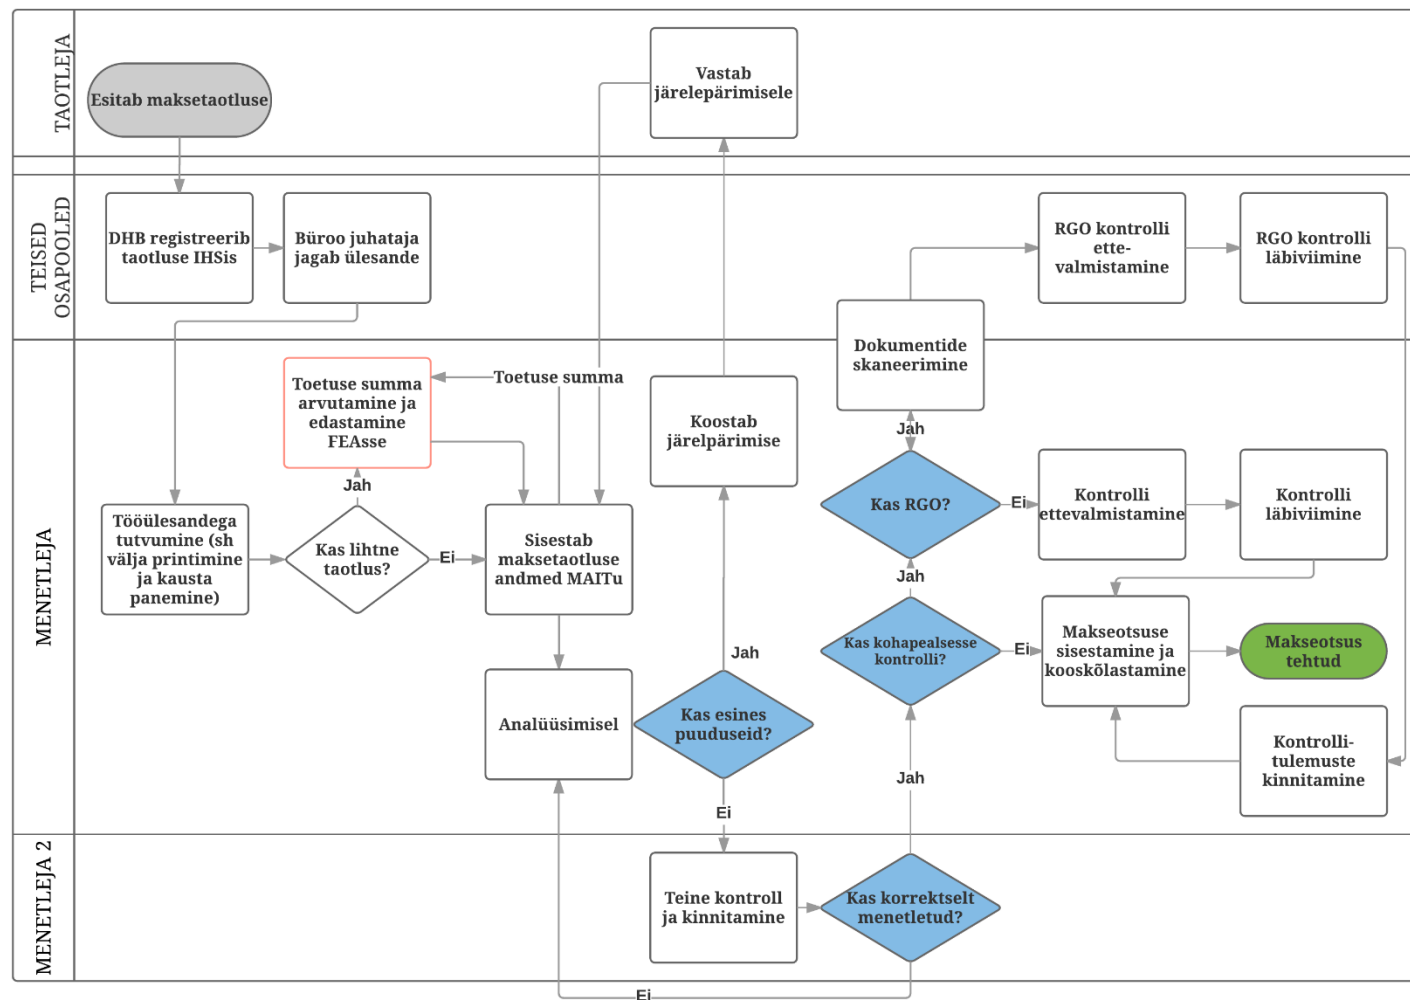 TAOTLEJA
Esitab maksetaotluse
Vastab
järelepärimisele
TEISED
OSAPOOLED
DHB registreerib
taotluse IHSis
Büroo juhataja
jagab ülesande
RGO kontrolli
ette-
valmistamine
RGO kontrolli
läbiviimine
MENETLEJA
Toetuse summa
arvutamine ja
edastamine
FEAsse
Toetuse summa
Koostab
järelpärimise
Dokumentide
skaneerimine
Jah
Jah
Tööülesandega
tutvumine (sh
välja printimine
ja kausta
panemine)
Kas lihtne
taotlus?
Ei
Sisestab
maksetaotluse
andmed MAITu
Kas RGO?
Ei
Kontrolli
ettevalmistamine
Kontrolli
läbiviimine
Jah
Kas kohapealsesse
kontrolli?
Ei
Makseotsuse
sisestamine ja
kooskõlastamine
Makseotsus
tehtud
Jah
Analüüsimisel
Kas esines
puuduseid?
Kontrolli-
tulemuste
kinnitamine
Jah
Ei
MENETLEJA 2
Teine kontroll
ja kinnitamine
Kas korrektselt
menetletud?
Ei